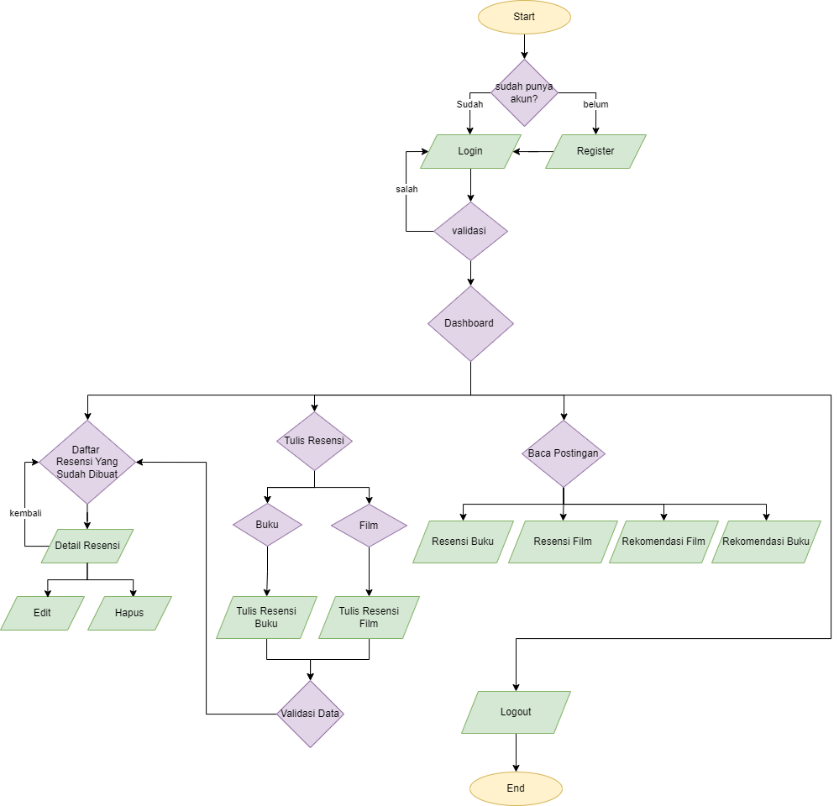 Start
sudah punya
akun?
Sudah
belum
Login
Register
salah
validasi
Dashboard
Daftar
Resensi Yang
Sudah Dibuat
Tulis Resensi
Baca Postingan
kembali
Buku
Film
Detail Resensi
Resensi Buku
Resensi Film
Rekomendasi Film
Rekomendasi Buku
Edit
Hapus
Tulis Resensi
Buku
Tulis Resensi
Film
Validasi Data
Logout
End